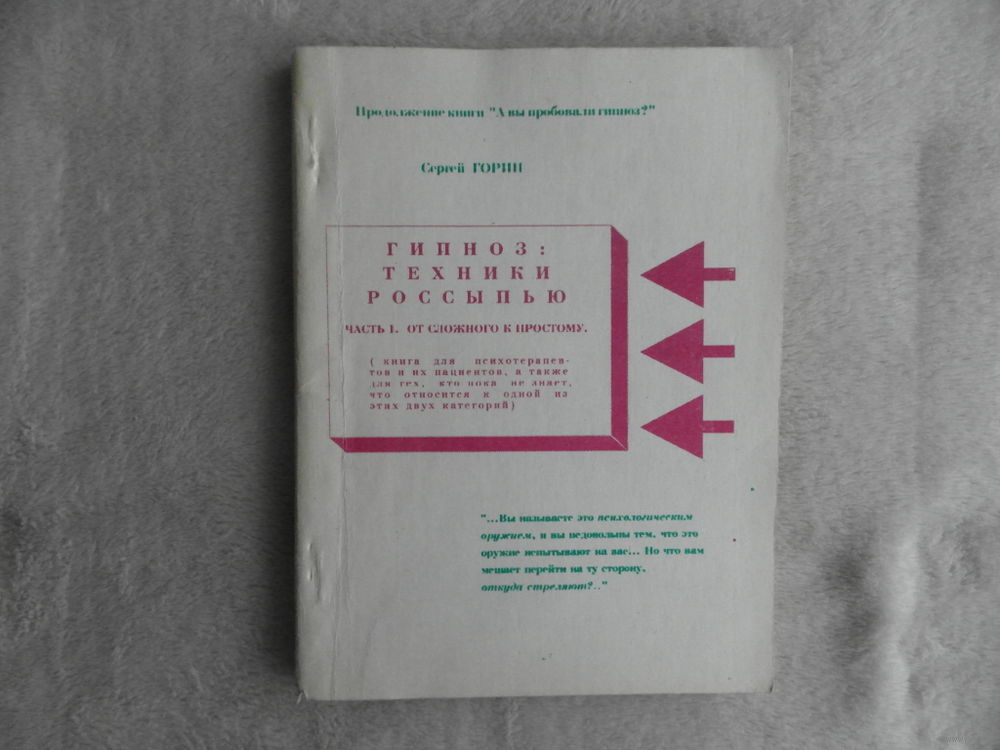 Продолжение книги "А вы пробовали гипноз?"
Сергей ГОРИН
ГИПНОЗ:
ТЕХНИКИ
РОССЫПЬЮ
ЧАСТЬ 1. ОТ СЛОЖНОГО К ПРОСТОМУ.
( книга для психотерапев-
тов и их пациентов, а также
для тех, кто пока не знает,
что относится к одной из
этих двух категорий)
"...Вы называете это психологическим
оружием, и вы недовольны тем, что это
оружие испытывают на вас... Но что вам
мешает перейти на ту сторону,
откуда стреляют?.."